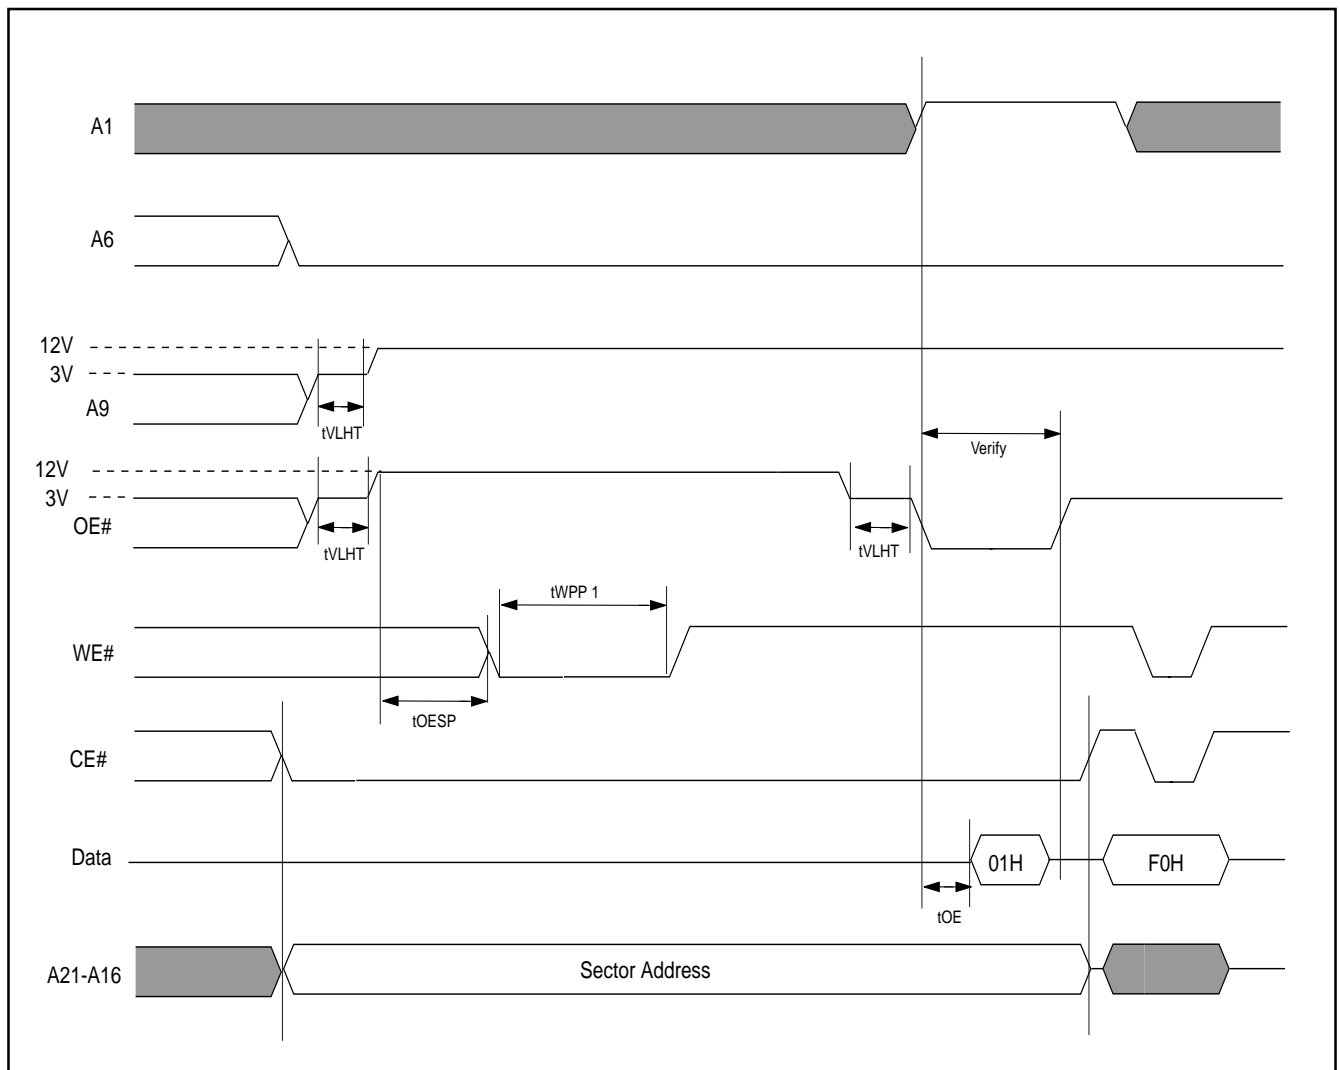 A1
A6
12V
3V
A9
tVLHT
Verify
12V
3V
OE#
tVLHT
tVLHT
tWPP 1
WE#
tOESP
CE#
Data
01H
F0H
tOE
A21-A16
Sector Address